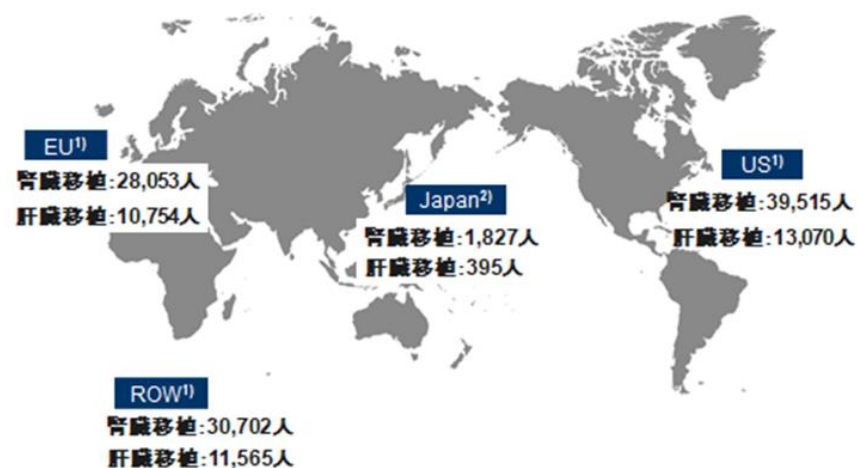 EU1)
腎臓移植:28,053人
肝臓移植:10,754人
Japan2)
腎臓移植:1,827人
肝臓移植:395人
US1)
腎臓移植:39,515人
肝臓移植:13,070人
ROW1)
腎臓移植:30,702人
肝臓移植:11,565人